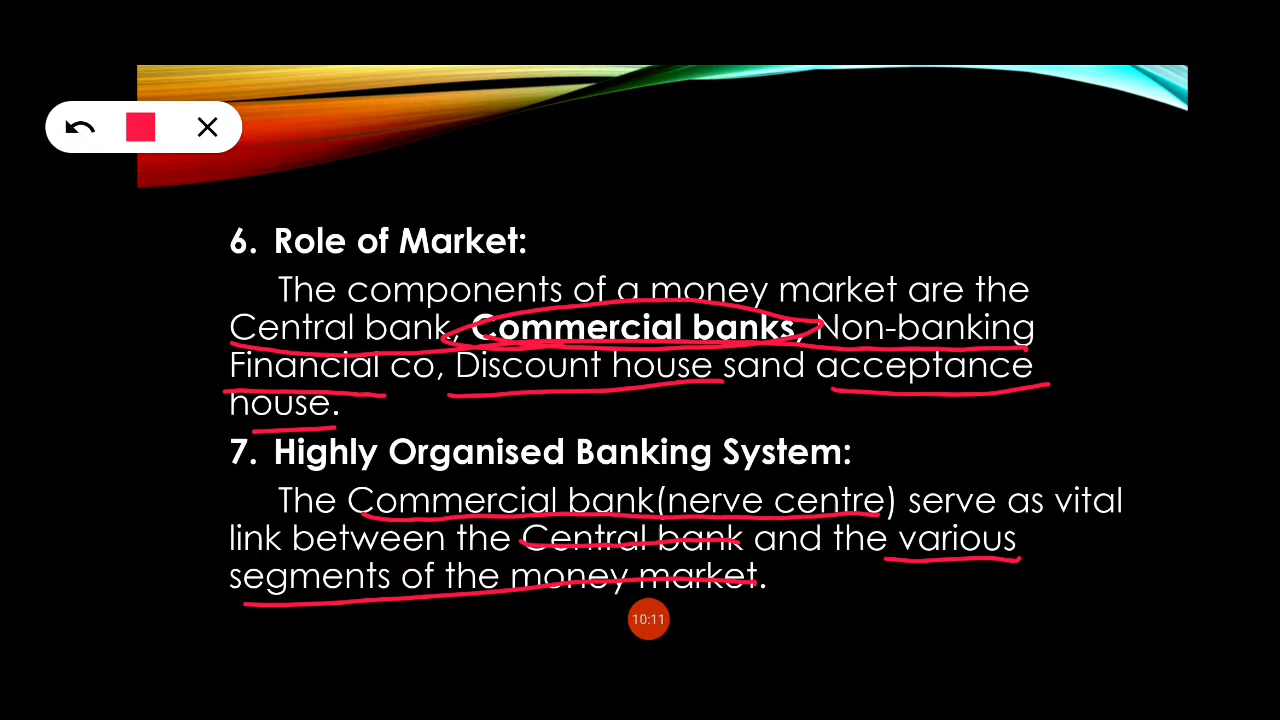 6. Role of Market:
The components of a money market are the
Central bank, Commercial banks, Non-banking
Financial co, Discount house sand acceptance
house.
7. Highly Organised Banking System:
The Commercial bank(nerve centre) serve as vital
link between the Central bank and the various
segments of the money market.
10:11